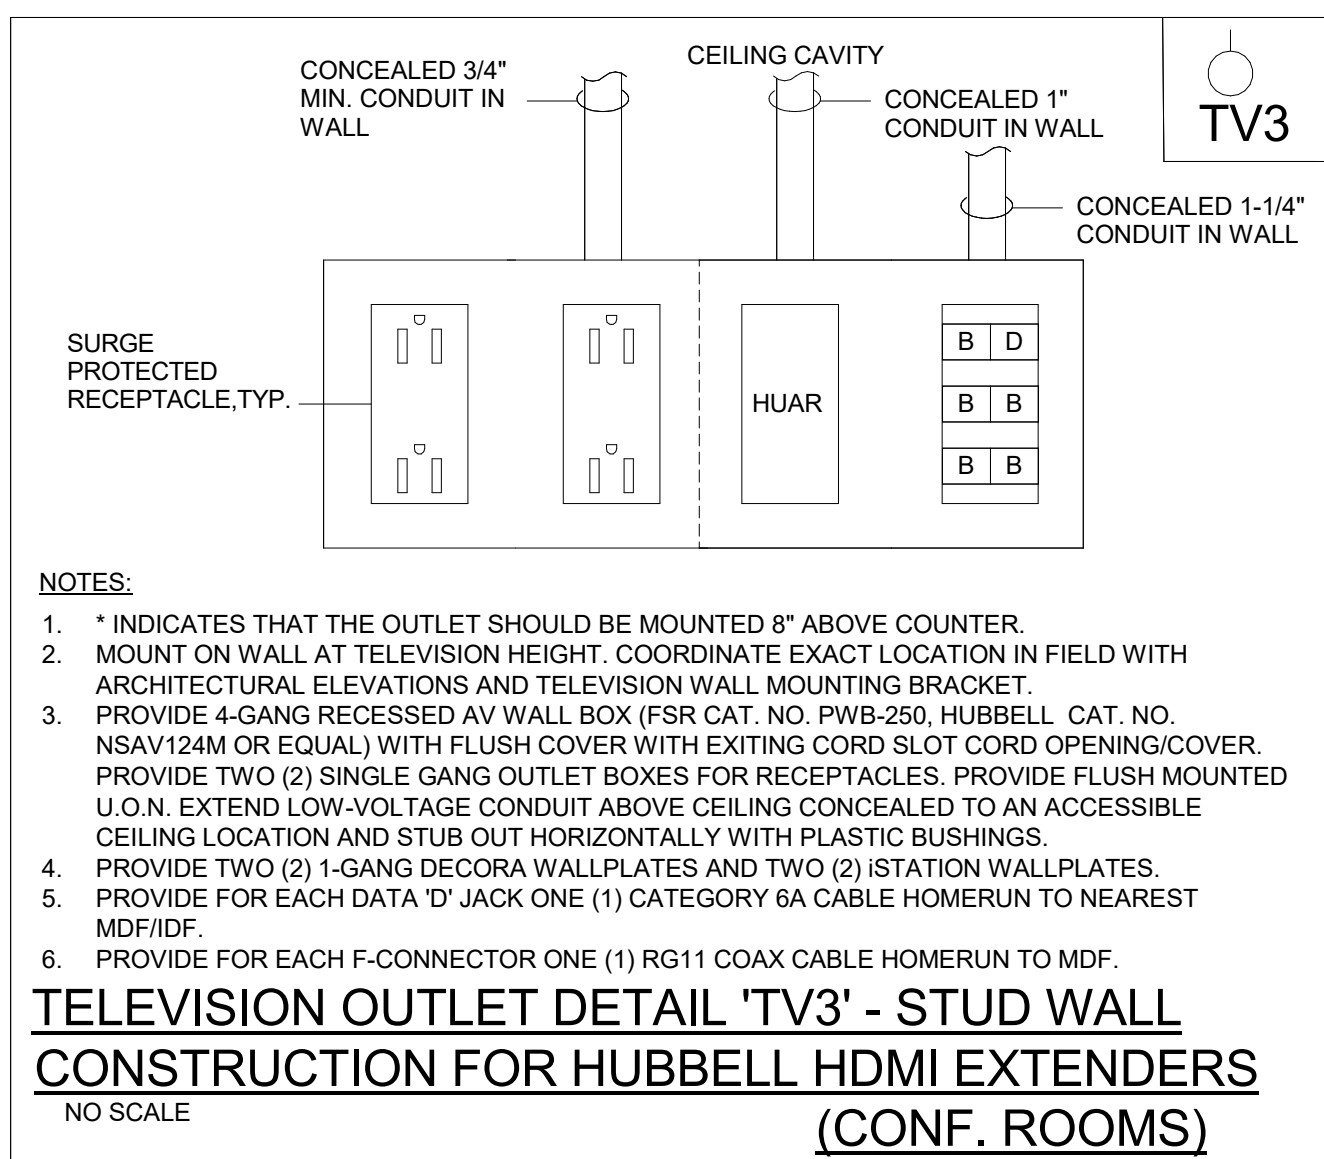 CEILING CAVITY
CONCEALED 3/4"
MIN. CONDUIT IN
WALL
CONCEALED 1"
CONDUIT IN WALL
TV3
CONCEALED 1-1/4"
CONDUIT IN WALL
SURGE
PROTECTED
RECEPTACLE,TYP.
HUAR
B D
B B
B B
NOTES:
1. * INDICATES THAT THE OUTLET SHOULD BE MOUNTED 8" ABOVE COUNTER.
2. MOUNT ON WALL AT TELEVISION HEIGHT. COORDINATE EXACT LOCATION IN FIELD WITH
ARCHITECTURAL ELEVATIONS AND TELEVISION WALL MOUNTING BRACKET.
3. PROVIDE 4-GANG RECESSED AV WALL BOX (FSR CAT. NO. PWB-250, HUBBELL CAT. NO.
NSAV124M OR EQUAL) WITH FLUSH COVER WITH EXITING CORD SLOT CORD OPENING/COVER.
PROVIDE TWO (2) SINGLE GANG OUTLET BOXES FOR RECEPTACLES. PROVIDE FLUSH MOUNTED
U.O.N. EXTEND LOW-VOLTAGE CONDUIT ABOVE CEILING CONCEALED TO AN ACCESSIBLE
CEILING LOCATION AND STUB OUT HORIZONTALLY WITH PLASTIC BUSHINGS.
4. PROVIDE TWO (2) 1-GANG DECORA WALLPLATES AND TWO (2) iSTATION WALLPLATES.
5. PROVIDE FOR EACH DATA 'D' JACK ONE (1) CATEGORY 6A CABLE HOMERUN TO NEAREST
MDF/IDF.
6. PROVIDE FOR EACH F-CONNECTOR ONE (1) RG11 COAX CABLE HOMERUN TO MDF.
TELEVISION OUTLET DETAIL 'TV3' - STUD WALL
CONSTRUCTION FOR HUBBELL HDMI EXTENDERS
NO SCALE
(CONF. ROOMS)